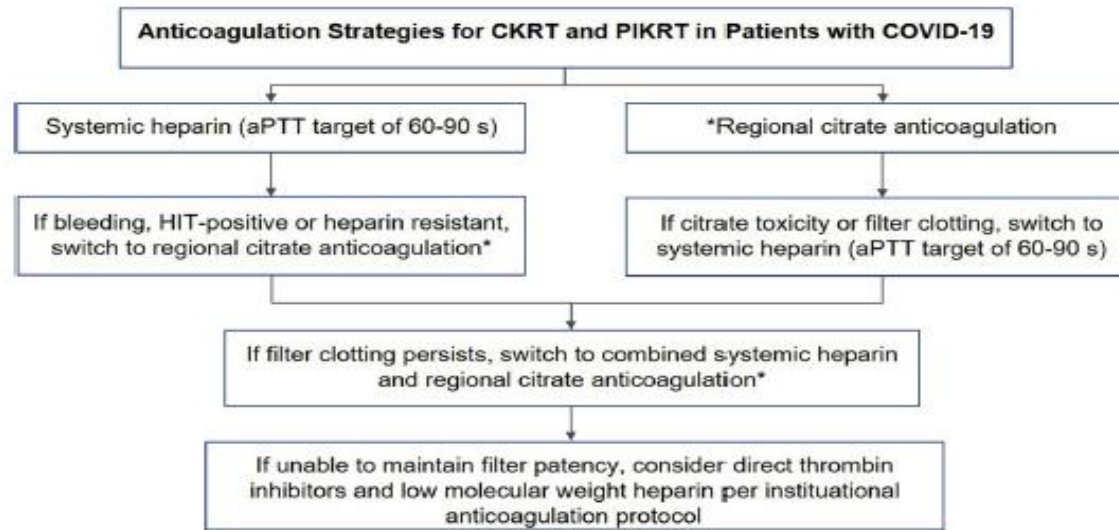 Anticoagulation Strategies for CKRT and PIKRT in Patients with COVID-19
Systemic heparin (aPTT target of 60-90 s)
*Regional citrate anticoagulation
If bleeding, HIT-positive or heparin resistant,
switch to regional citrate anticoagulation*
If citrate toxicity or filter clotting, switch to
systemic heparin (aPTT target of 60-90 s)
If filter clotting persists, switch to combined systemic heparin
and regional citrate anticoagulation*
If unable to maintain filter patency, consider direct thrombin
inhibitors and low molecular weight heparin per instituational
anticoagulation protocol